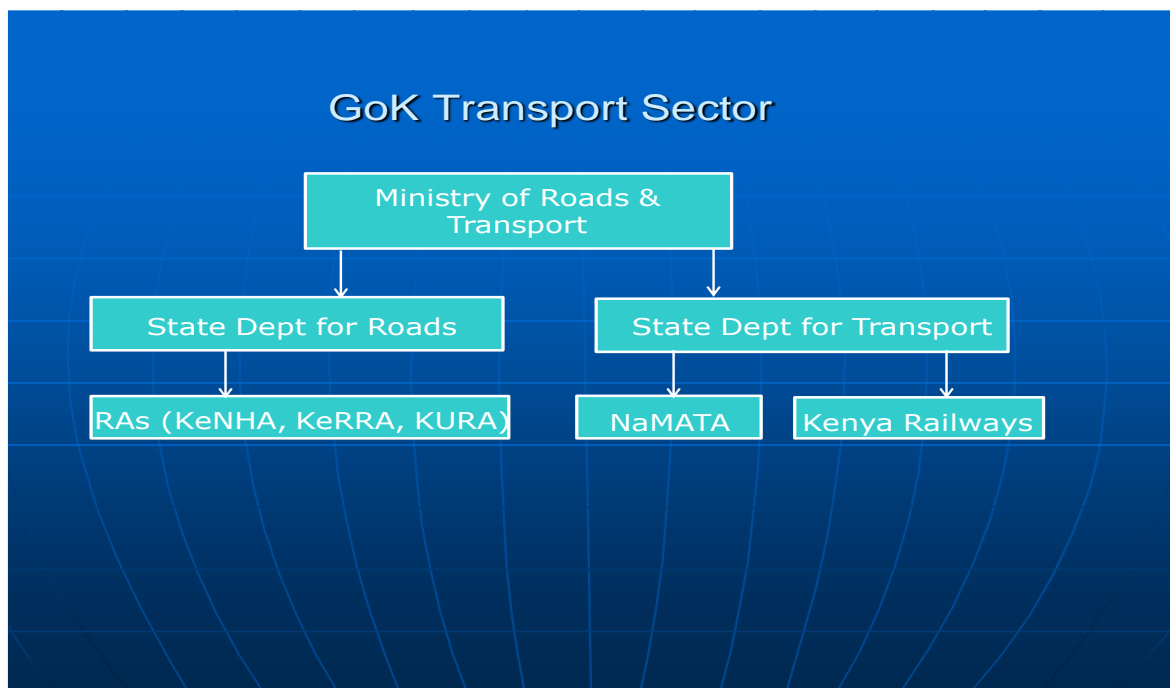 GoK Transport Sector
Ministry of Roads &
Transport
State Dept for Roads
State Dept for Transport
RAs (KeNHA, KeRRA, KURA)
NaMATA
Kenya Railways